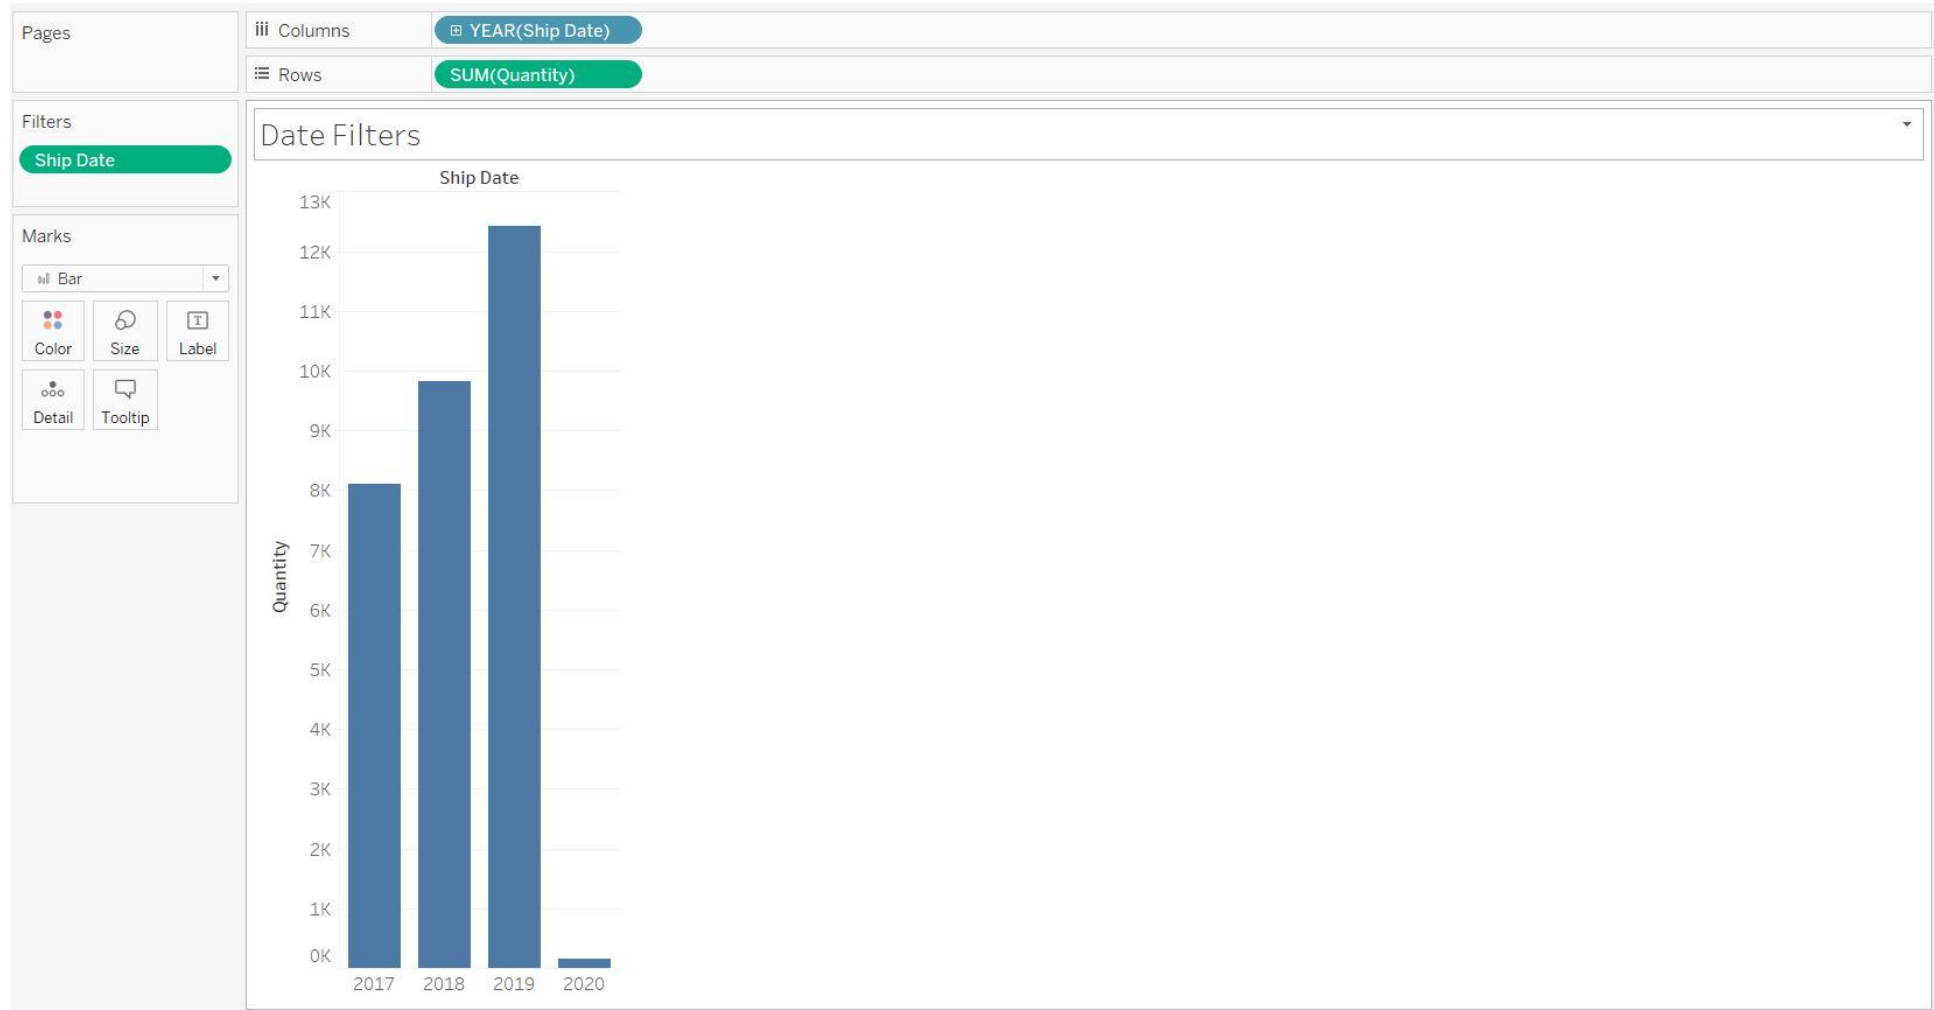 Pages
Columns
YEAR(Ship Date)
Rows
SUM(Quantity)
Filters
Ship Date
Marks
Bar
Color
Size
Label
Detail
Tooltip
Date Filters
Ship Date
13K
12K
11K
10K
9K
8K
7K
6K
5K
4K
3K
2K
1K
0K
Quantity
2017 2018 2019 2020